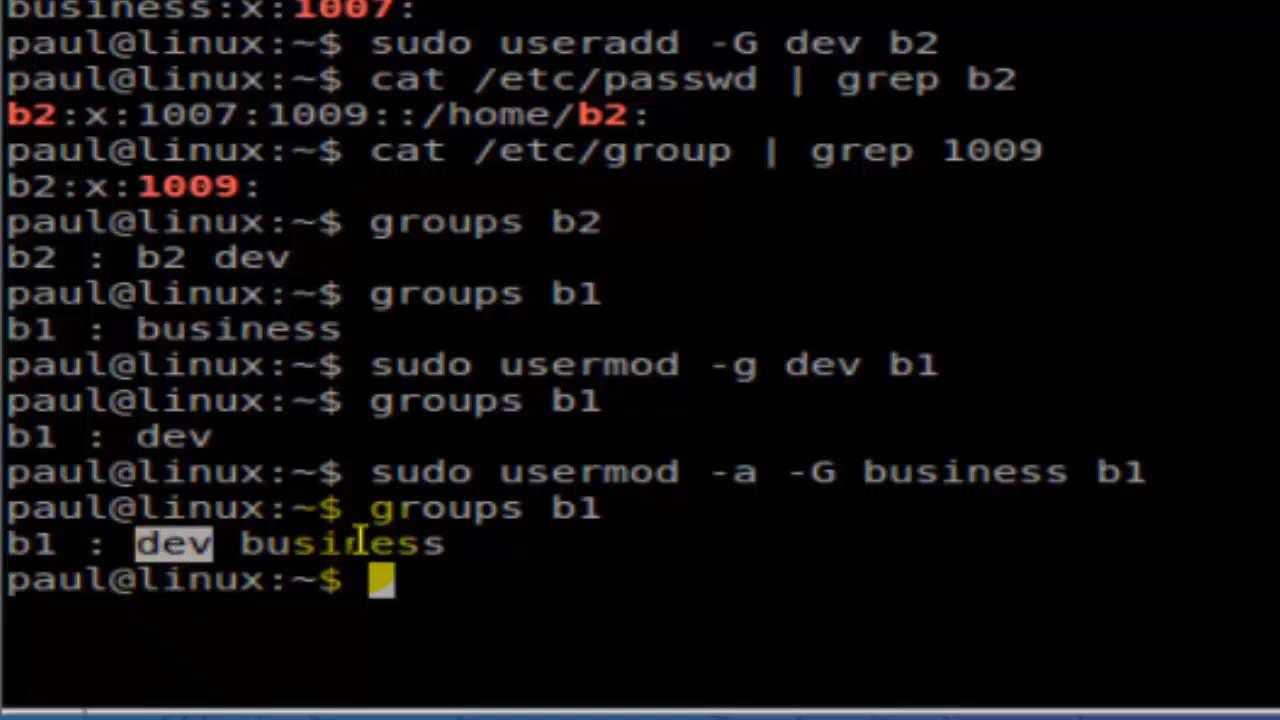 business:x:1007:
paul@linux:~$ sudo useradd -G dev b2
paul@linux:~$ cat /etc/passwd | grep b2
b2:x:1007:1009::/home/b2:
paul@linux:~$ cat /etc/group | grep 1009
b2:x:1009:
paul@linux:~$ groups b2
b2 : b2 dev
paul@linux:~$ groups b1
b1 : business
paul@linux:~$ sudo usermod -g dev b1
paul@linux:~$ groups b1
b1 : dev
paul@linux:~$ sudo usermod -a -G business b1
paul@linux:~$ groups b1
b1 : dev business
paul@linux:~$